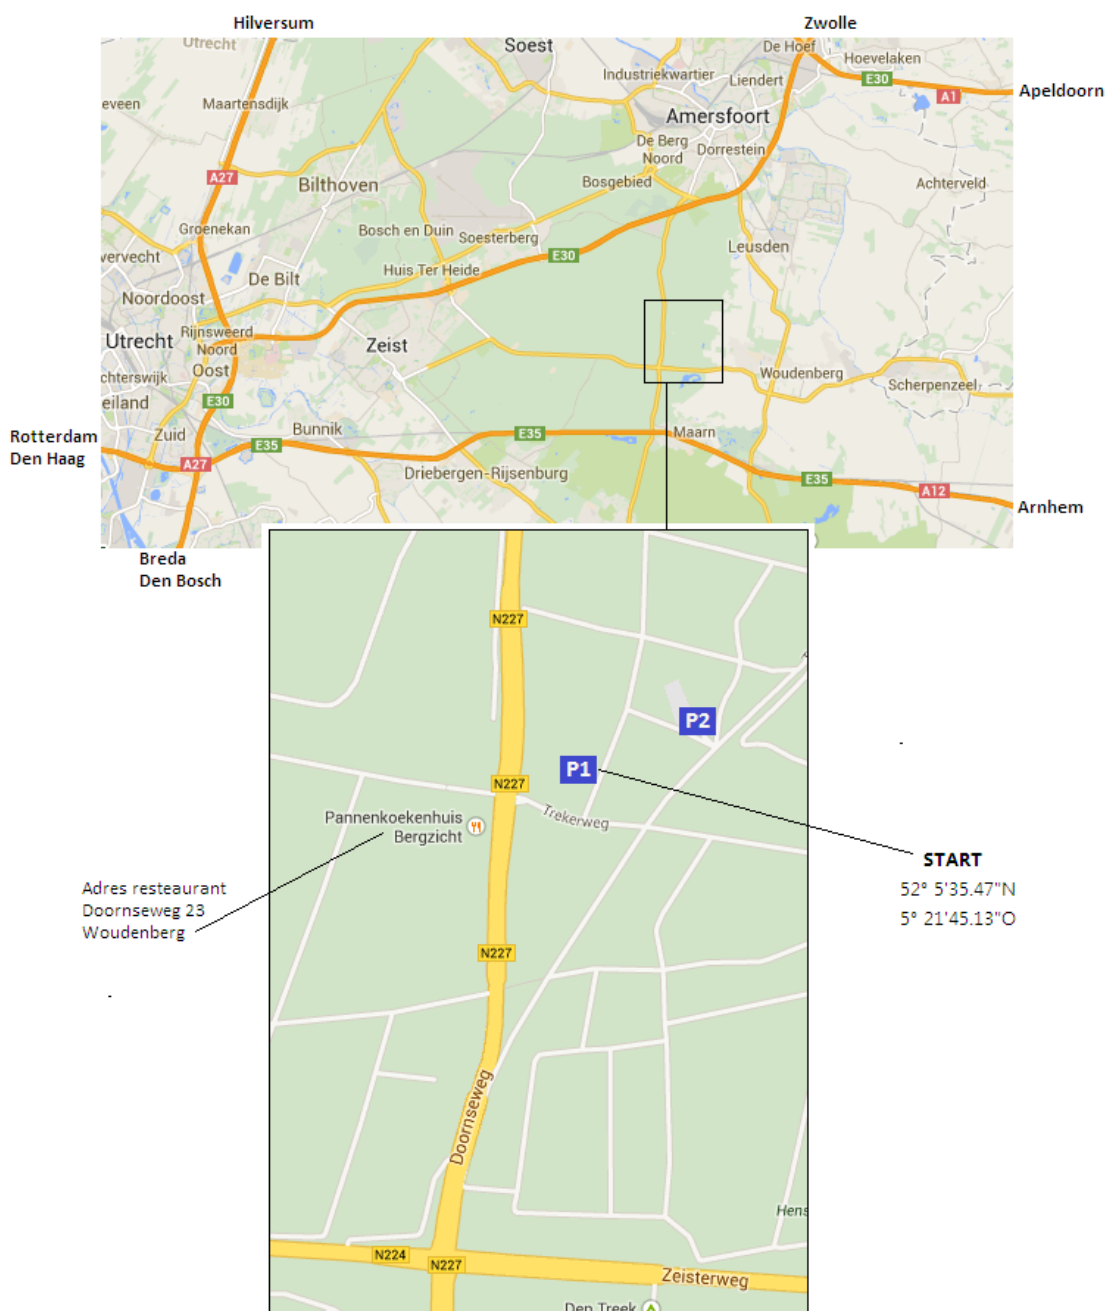 Hilversum
Zwolle
Utrecht
Soest
De Hoef
Hoevelaken
Industriekwartier
Liendert
E30
A1
Apeldoorn
eveen
Maartensdijk
Amersfoort
De Berg
Noord
Dorrestein
A27
Bilthoven
Bosgebied
Achterveld
Groenekan
Bosch en Duin
Soesterberg
Leusden
vervecht
E30
De Bilt
Huis Ter Heide
Noordoost
Utrecht
Rijnsweerd
Noord
Zeist
Oost
chterswijk
Woudenberg
Scherpenzeel
eiland
E30
Rotterdam
Den Haag
Zuid
Bunnik
E35
E35
Maarn
A27
Driebergen-Rijsenburg
E35
A12
Arnhem
Breda
Den Bosch
N227
P2
P1
N227
Trekerweg
Pannenkoekenhuis
Bergzicht
START
52° 5'35.47"N
5° 21'45.13"O
Adres resteaurant
Doornseweg 23
Woudenberg
N227
Doornseweg
Hens
N224
N227
Zeisterweg
Den Treek